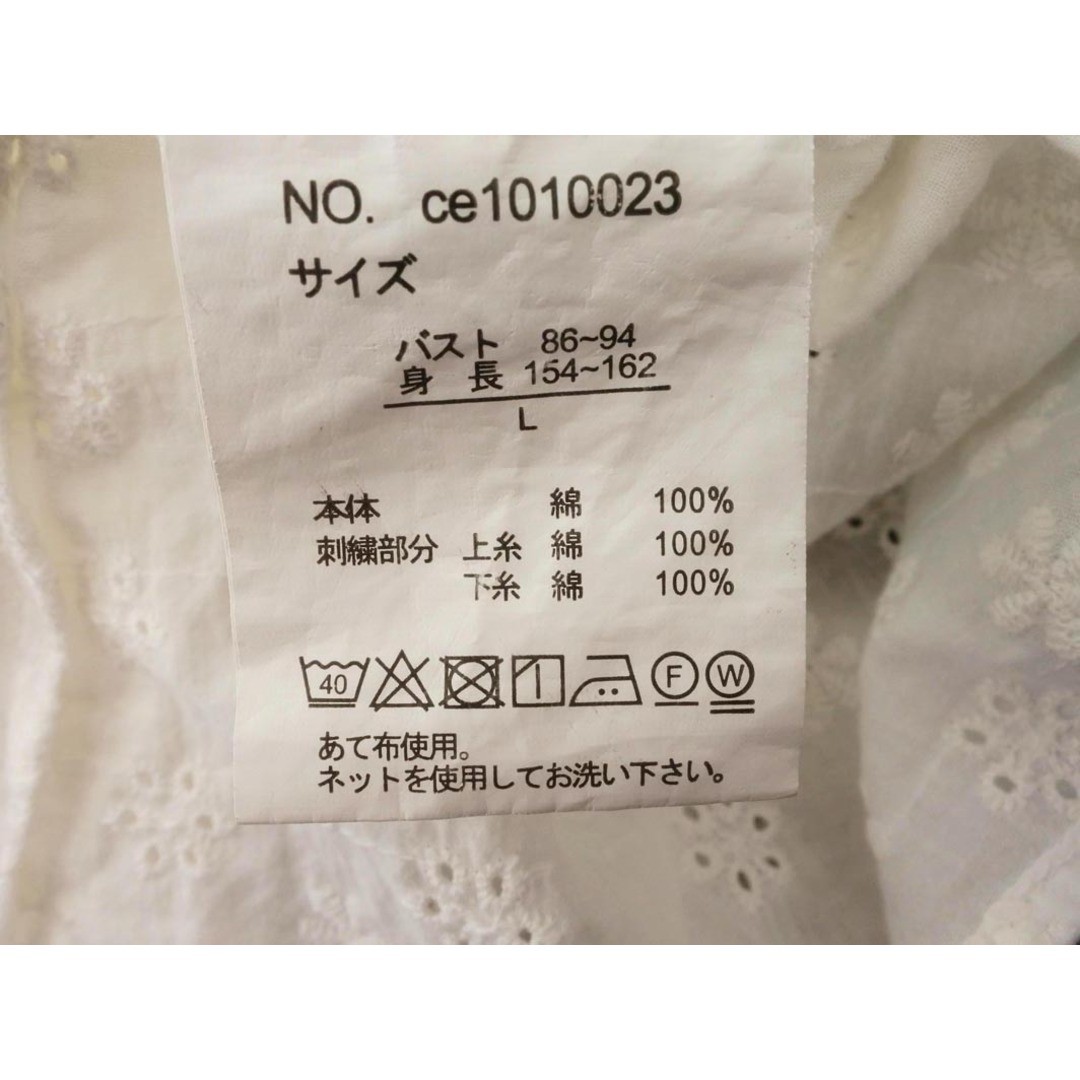 NO. ce1010023
サイズ
バスト 86~94
身 長 154~162
L
本体 綿 100%
刺繍部分 上糸 綿 100%
下糸 綿 100%
40 F W
あて布使用。
ネットを使用してお洗い下さい。